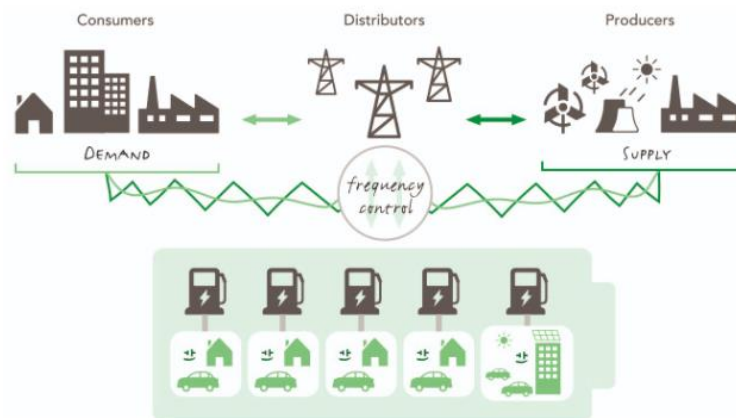 Consumers
Distributors
Producers
DEMAND
SUPPLY
frequency
control